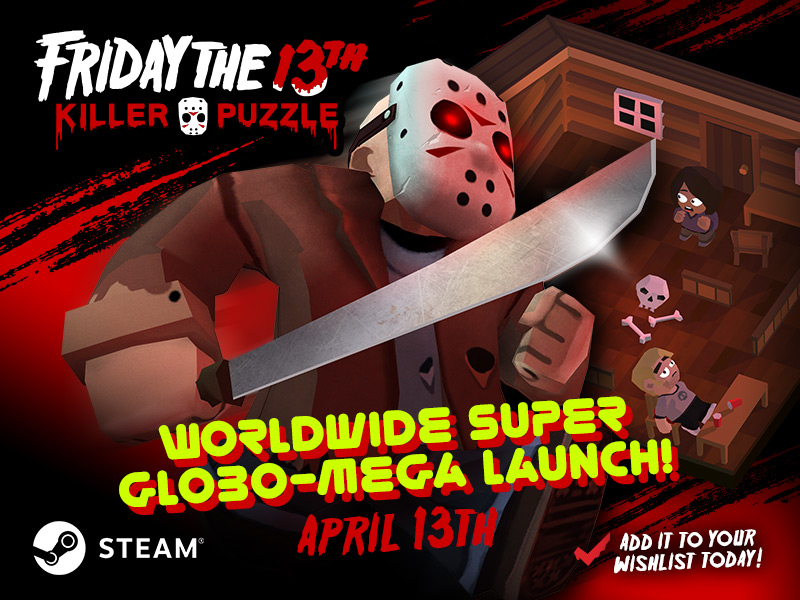 FRIDAY THE 13TH
KILLER PUZZLE
WORLDWIDE SUPER
GLOBO-MEGA LAUNCH!
APRIL 13TH
STEAM®
ADD IT TO YOUR
WISHLIST TODAY!